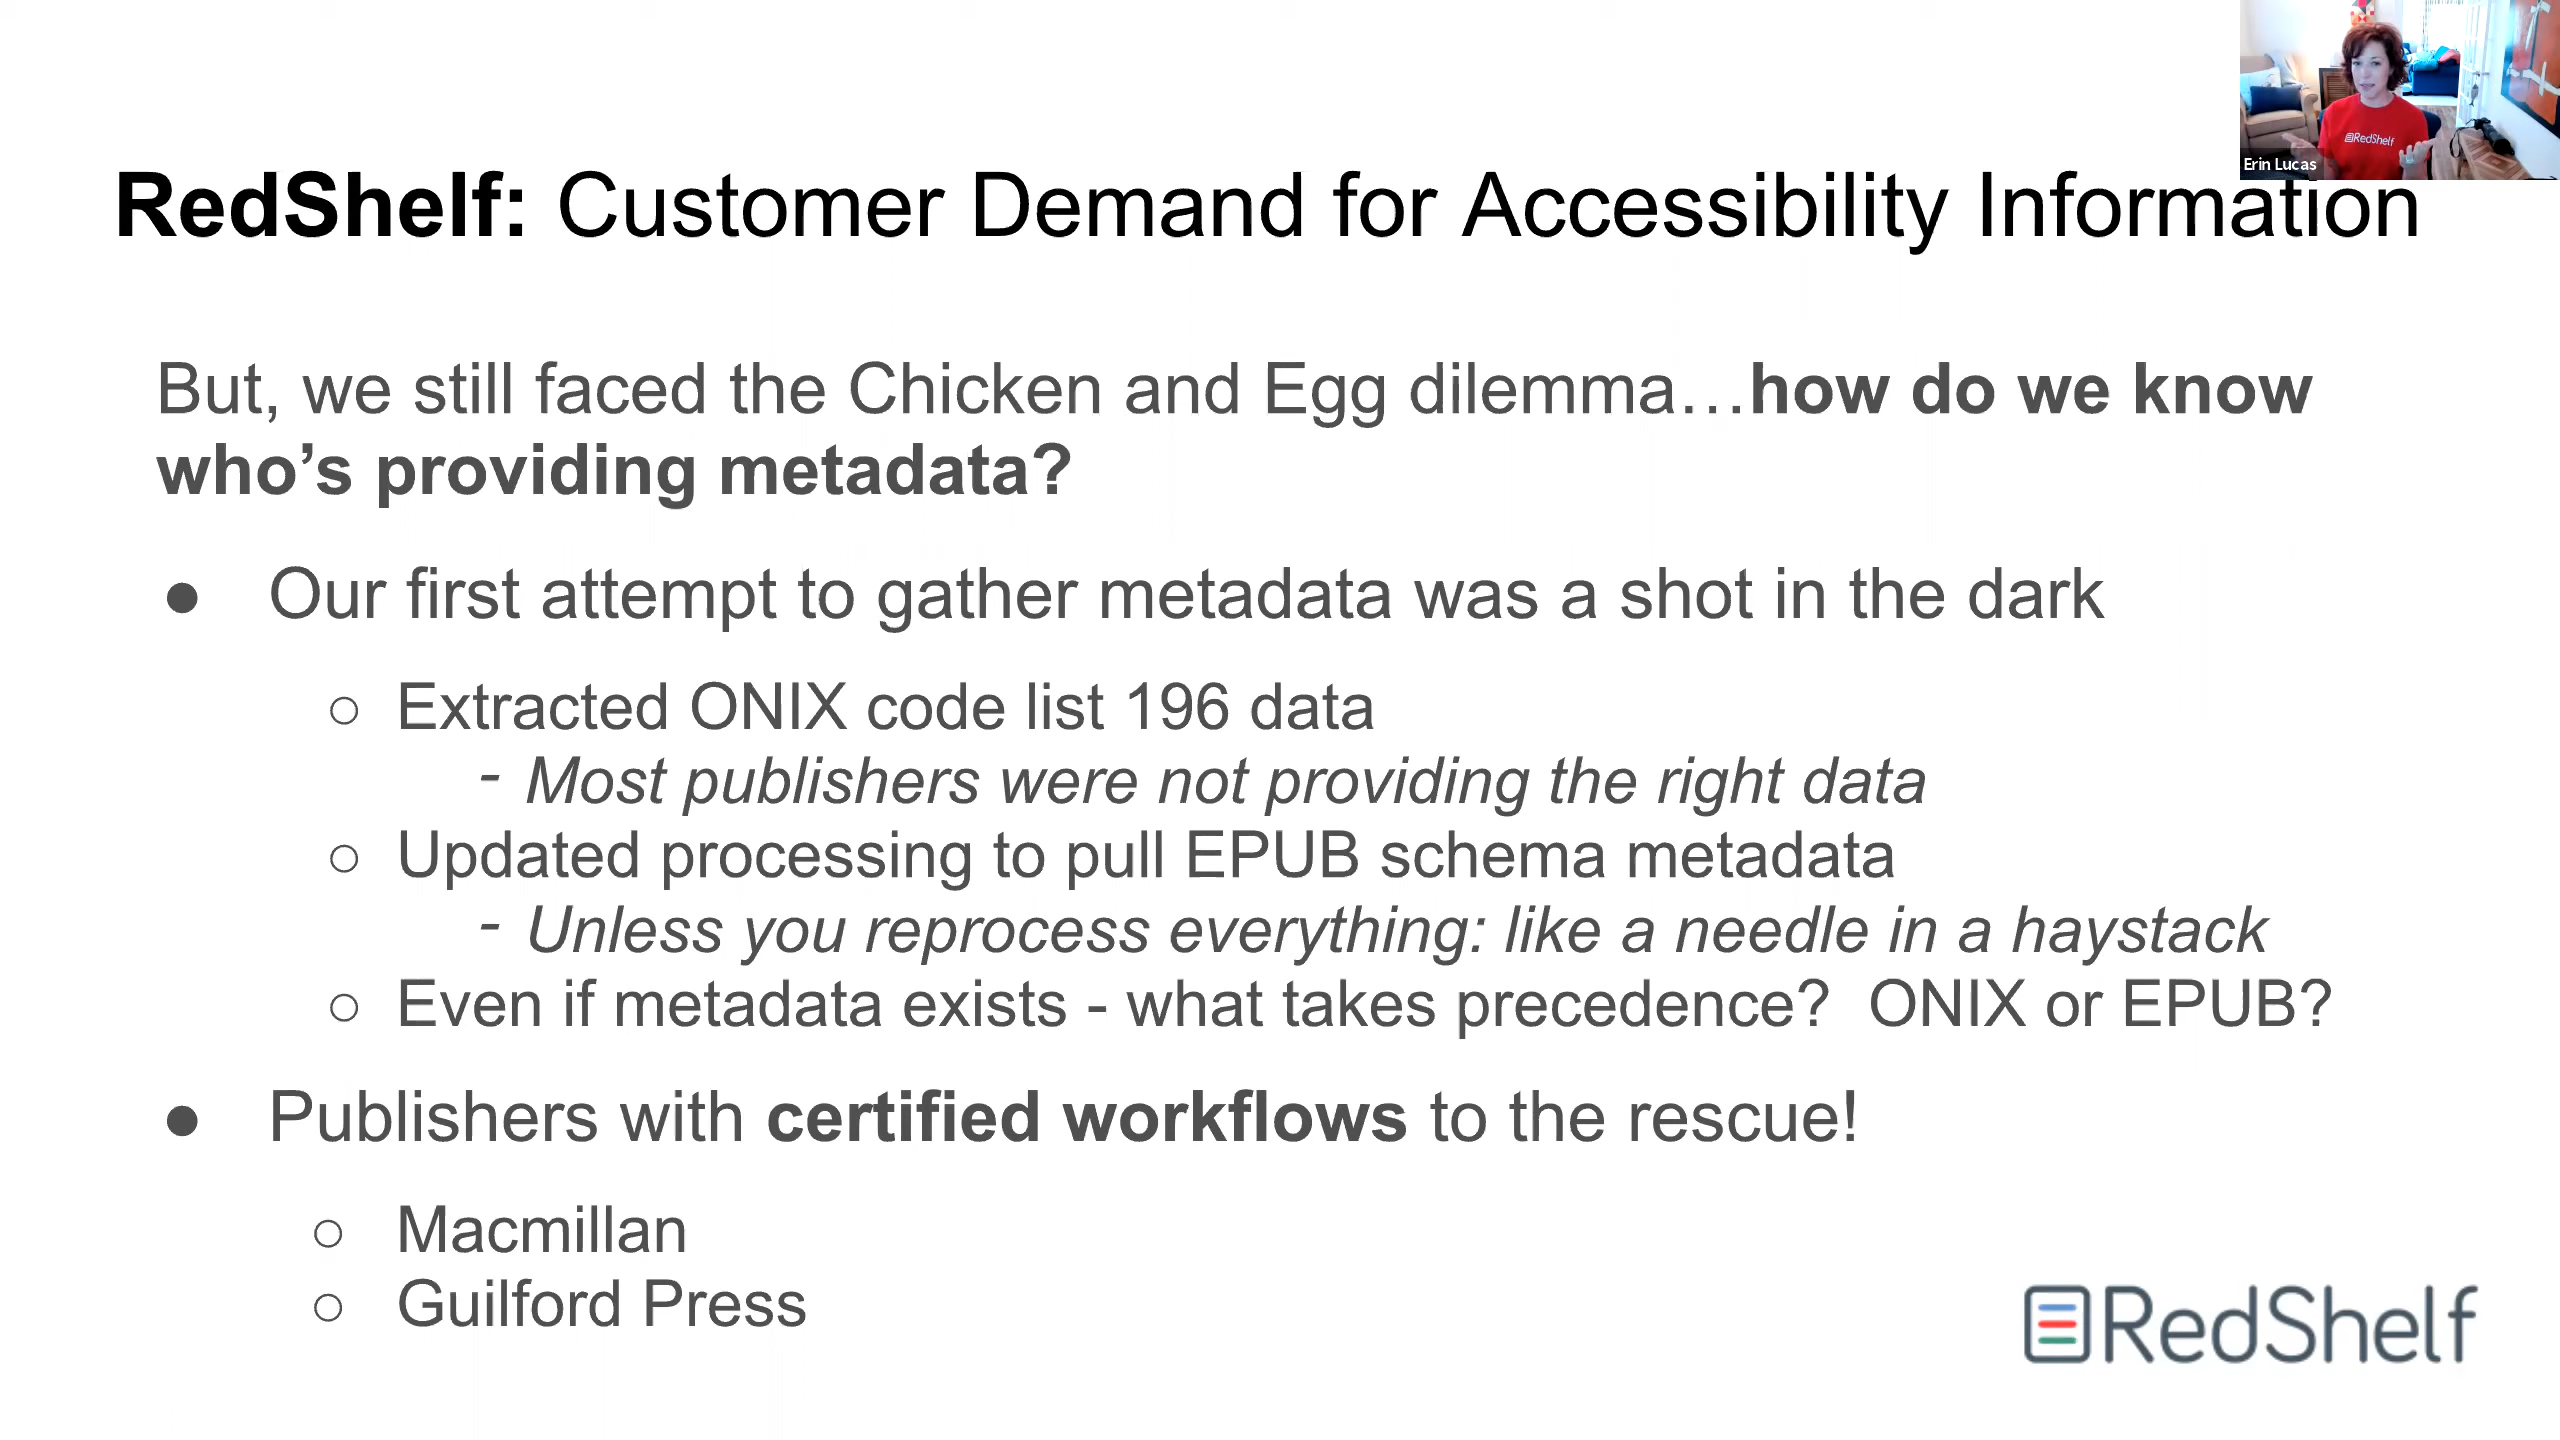 RedShelf
Erin Lucas
RedShelf: Customer Demand for Accessibility Information
But, we still faced the Chicken and Egg dilemma…how do we know
who’s providing metadata?
● Our first attempt to gather metadata was a shot in the dark
○ Extracted ONIX code list 196 data
- Most publishers were not providing the right data
○ Updated processing to pull EPUB schema metadata
- Unless you reprocess everything: like a needle in a haystack
○ Even if metadata exists - what takes precedence?  ONIX or EPUB?
● Publishers with certified workflows to the rescue!
○ Macmillan
○ Guilford Press
RedShelf